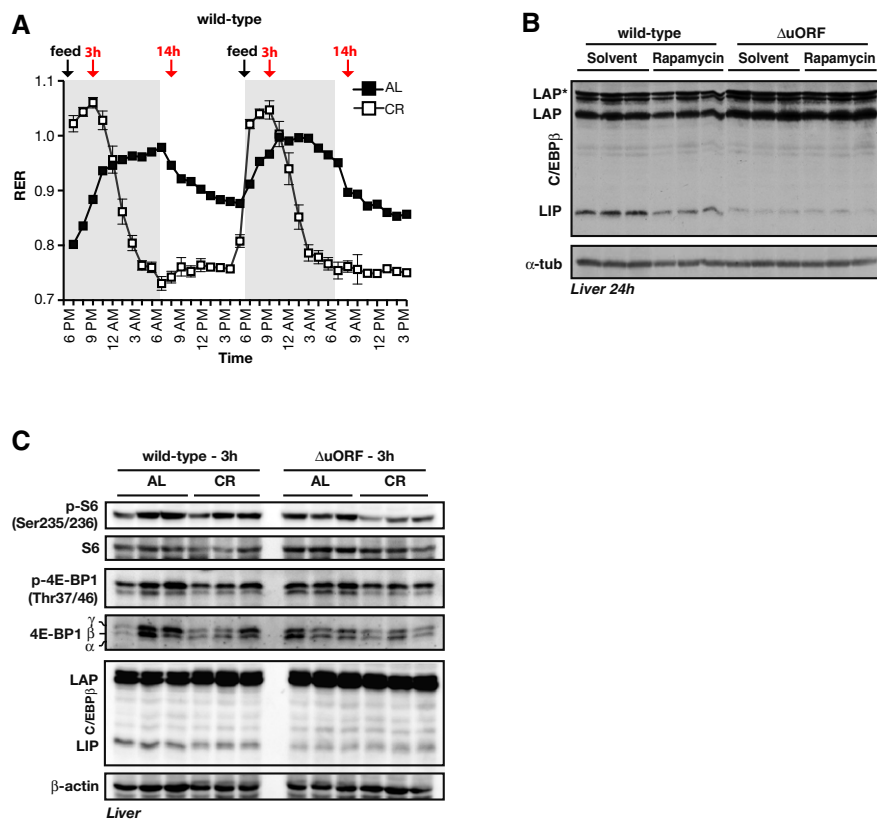 A
wild-type
feed 3h 14h feed 3h 14h
1.1
1.0
0.9
0.8
0.7
RER
AL
CR
6 PM
9 PM
12 AM
3 AM
6 AM
9 AM
12 PM
3 PM
6 PM
9 PM
12 AM
3 AM
6 AM
9 AM
12 PM
3 PM
Time
B
wild-type ΔuORF
Solvent Rapamycin Solvent Rapamycin
LAP*
LAP
C/EBPβ
LIP
α-tub
Liver 24h
C
wild-type - 3h ΔuORF - 3h
AL CR AL CR
p-S6
(Ser235/236)
S6
p-4E-BP1
(Thr37/46)
γ
4E-BP1 β
α
LAP
C/EBPβ
LIP
β-actin
Liver